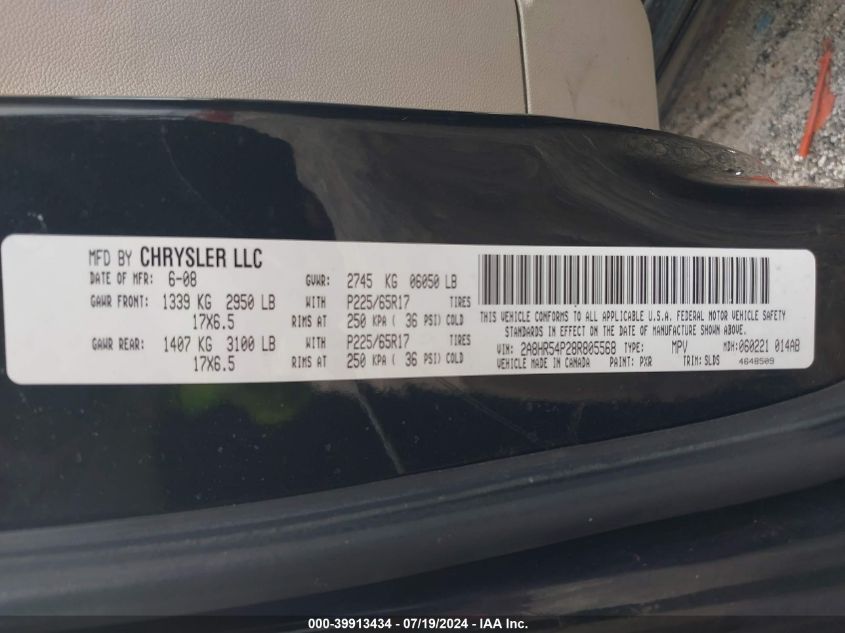 MFD BY CHRYSLER LLC
DATE OF MFR: 6-08 GVWR: 2745 KG 06050 LB
GAWR FRONT: 1339 KG 2950 LB WITH P225/65R17 TIRES
17X6.5 RIMS AT 250 KPA ( 36 PSI) COLD
GAWR REAR: 1407 KG 3100 LB WITH P225/65R17 TIRES
17X6.5 RIMS AT 250 KPA ( 36 PSI) COLD
THIS VEHICLE CONFORMS TO ALL APPLICABLE U.S.A. FEDERAL MOTOR VEHICLE SAFETY
STANDARDS IN EFFECT ON THE DATE OF MANUFACTURE SHOWN ABOVE.
VIN: 2A8HR54P28R805568 TYPE: MPV MDH: 060221 014AB
VEHICLE MADE IN CANADA PAINT: PXR TRIM: SLDS 4648509
000-39913434 - 07/19/2024 - IAA Inc.